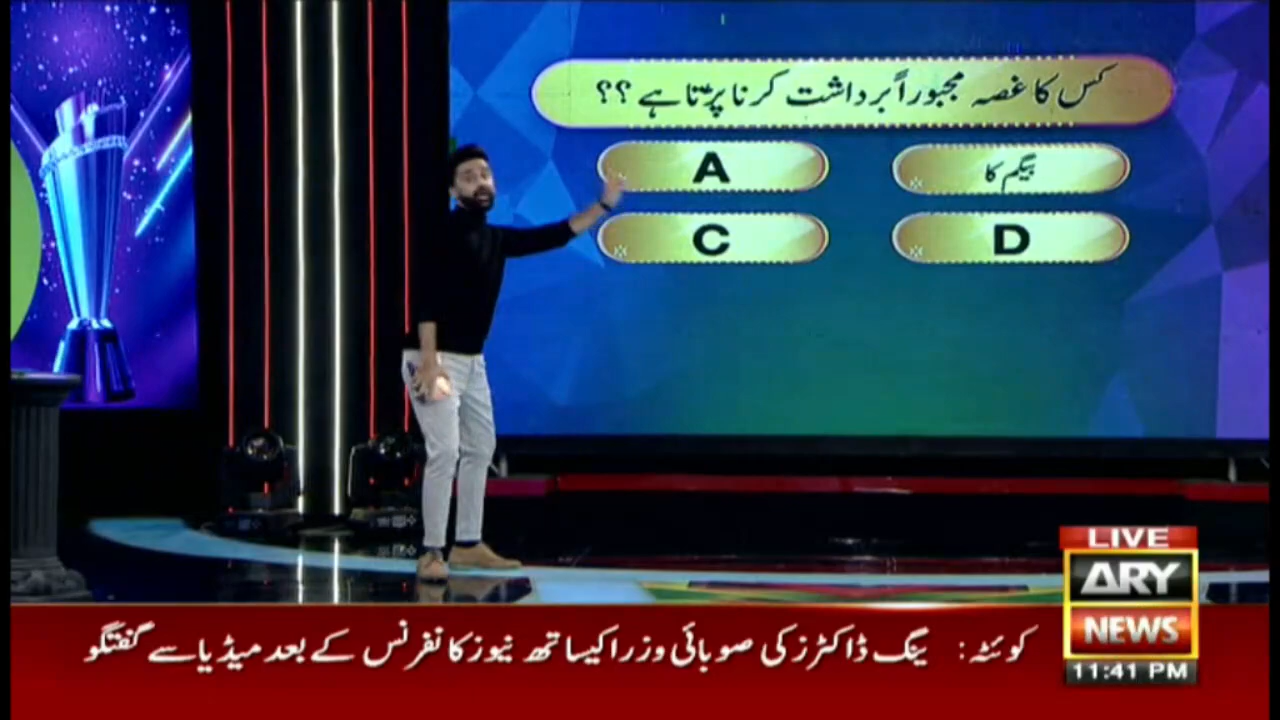 کس کا غصہ مجبوراً برداشت کرنا پڑتا ہے ؟؟
A
بیگم کا
C
D
LIVE
ARY
NEWS
11:41 PM
کوئٹہ: ینگ ڈاکٹرز کی صوبائی وزرا کیساتھ نیوز کانفرنس کے بعد میڈیا سے گفتگو